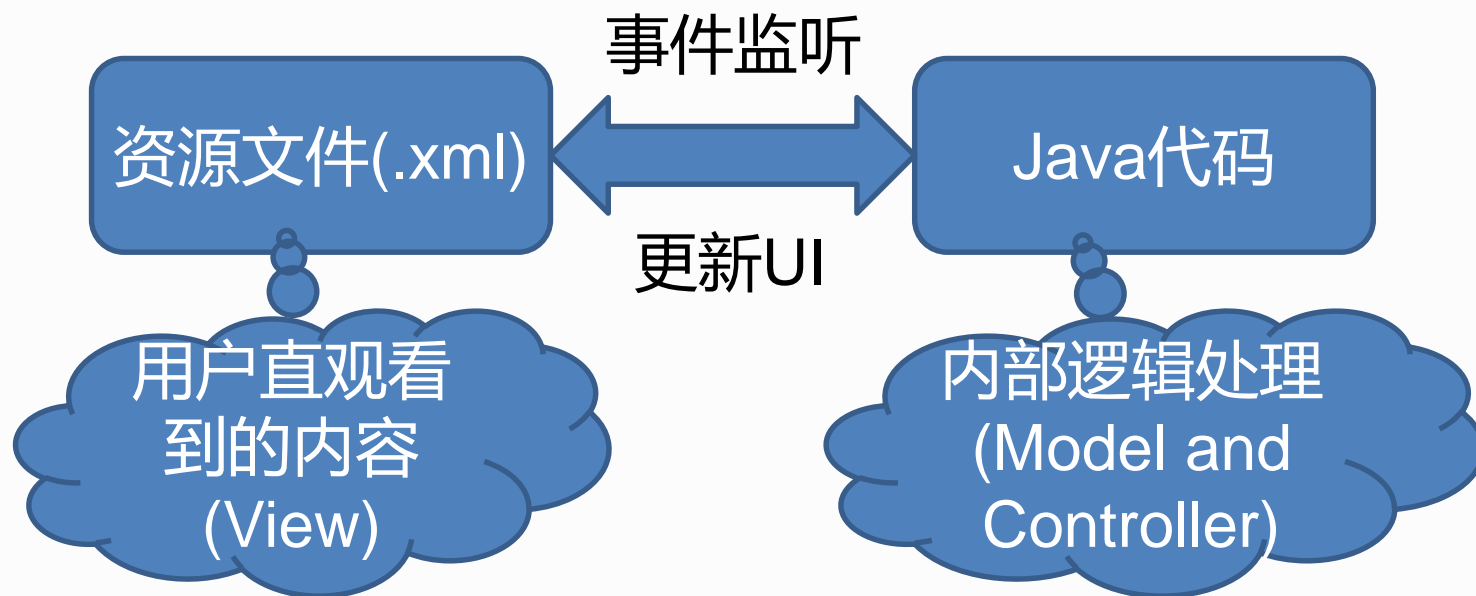 事件监听
资源文件(.xml)
Java代码
更新UI
用户直观看
到的内容
(View)
内部逻辑处理
(Model and
Controller)